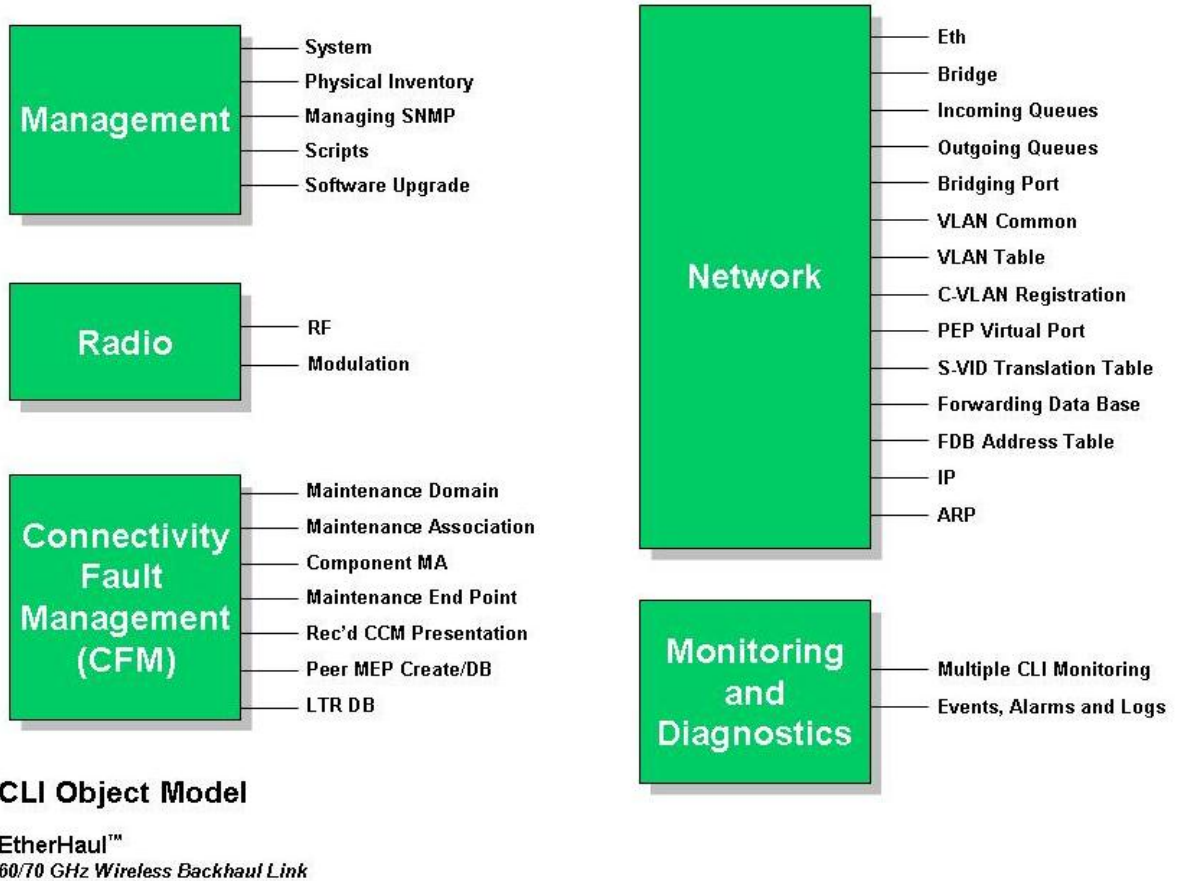 Management
System
Physical Inventory
Managing SNMP
Scripts
Software Upgrade
Radio
RF
Modulation
Connectivity
Fault
Management
(CFM)
Maintenance Domain
Maintenance Association
Component MA
Maintenance End Point
Rec'd CCM Presentation
Peer MEP Create/DB
LTR DB
Network
Eth
Bridge
Incoming Queues
Outgoing Queues
Bridging Port
VLAN Common
VLAN Table
C-VLAN Registration
PEP Virtual Port
S-VID Translation Table
Forwarding Data Base
FDB Address Table
IP
ARP
Monitoring
and
Diagnostics
Multiple CLI Monitoring
Events, Alarms and Logs
CLI Object Model
EtherHaul™
60/70 GHz Wireless Backhaul Link